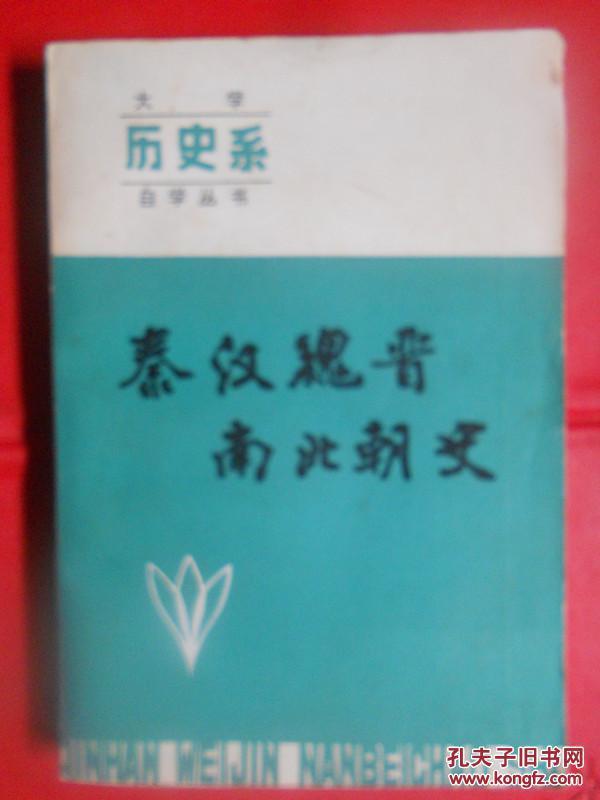 大学
历史系
自学丛书
秦汉魏晋
南北朝史
QINHAN WEIJIN NANBEICH
孔夫子旧书网
www.kongfz.com